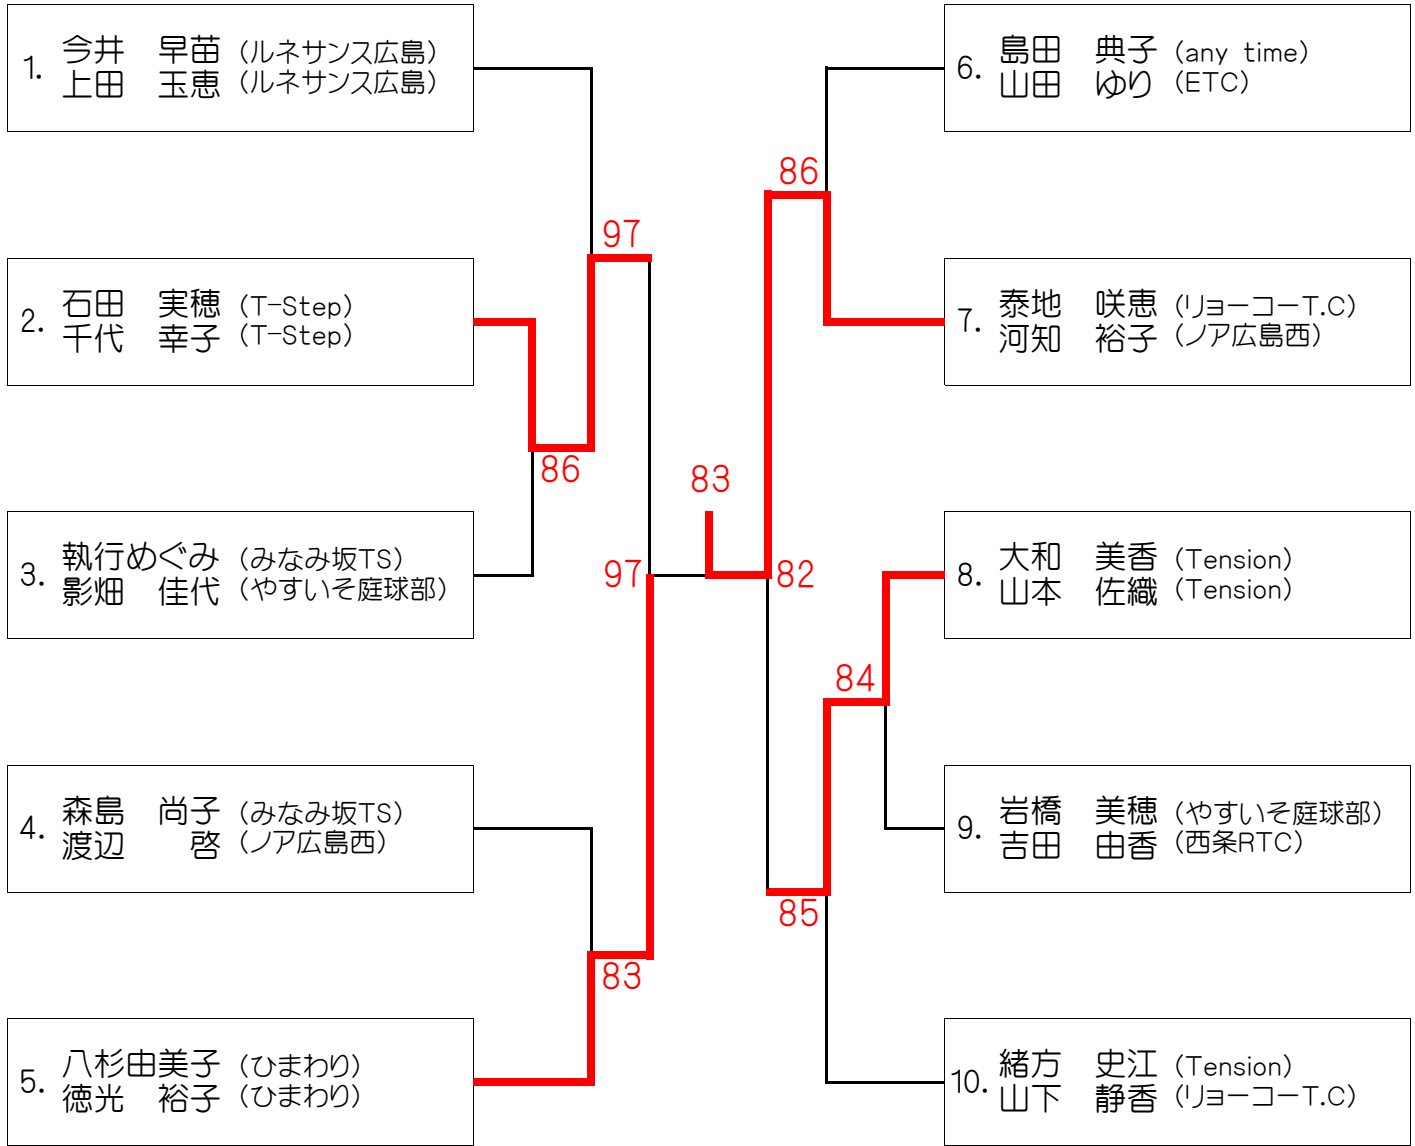 1. 今井　早苗 (ルネサンス広島)
上田　玉恵 (ルネサンス広島)
2. 石田　実穂 (T-Step)
千代　幸子 (T-Step)
3. 執行めぐみ (みなみ坂TS)
影畑　佳代 (やすいそ庭球部)
4. 森島　尚子 (みなみ坂TS)
渡辺　　啓 (ノア広島西)
5. 八杉由美子 (ひまわり)
徳光　裕子 (ひまわり)
97
86
97
83
83
86
82
84
85
6. 島田　典子 (any time)
山田　ゆり (ETC)
7. 泰地　咲恵 (リョーコーT.C)
河知　裕子 (ノア広島西)
8. 大和　美香 (Tension)
山本　佐織 (Tension)
9. 岩橋　美穂 (やすいそ庭球部)
吉田　由香 (西条RTC)
10. 緒方　史江 (Tension)
山下　静香 (リョーコーT.C)